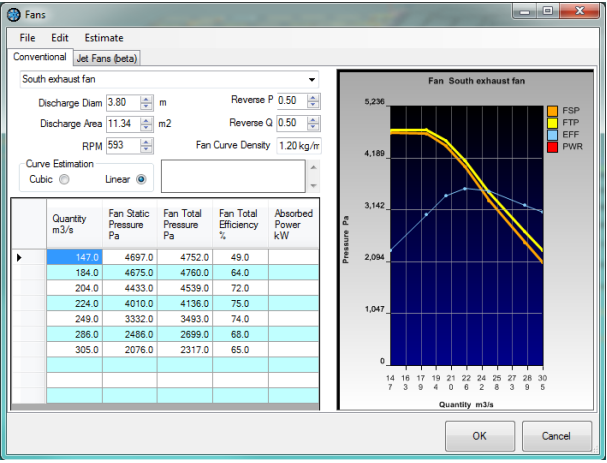 Fans
File Edit Estimate
Conventional Jet Fans (beta)
South exhaust fan
Discharge Diam 3.80 m Reverse P 0.50
Discharge Area 11.34 m2 Reverse Q 0.50
RPM 593 Fan Curve Density 1.20 kg/m
Curve Estimation
Cubic Linear
Quantity m3/s Fan Static Pressure Pa Fan Total Pressure Pa Fan Total Efficiency % Absorbed Power kW
147.0 4697.0 4752.0 49.0
184.0 4675.0 4760.0 64.0
204.0 4433.0 4539.0 72.0
224.0 4010.0 4136.0 75.0
249.0 3332.0 3493.0 74.0
286.0 2486.0 2699.0 68.0
305.0 2076.0 2317.0 65.0
Fan South exhaust fan
5,236
4,189
3,142
2,094
1,047
0
Pressure Pa
FSP
FTP
EFF
PWR
14 16 17 19 21 22 24 25 27 28 30
7 3 9 4 0 6 2 8 3 9 5
Quantity m3/s
OK Cancel